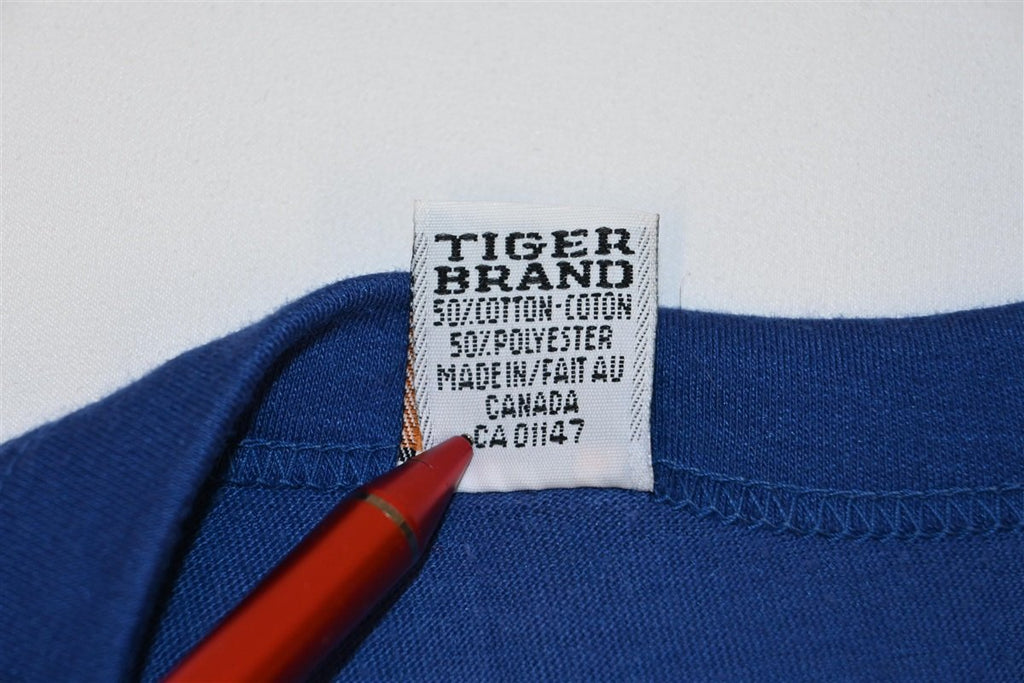 TIGER
BRAND
50% COTTON-COTON
50% POLYESTER
MADE IN/FAIT AU
CANADA
CA 01147